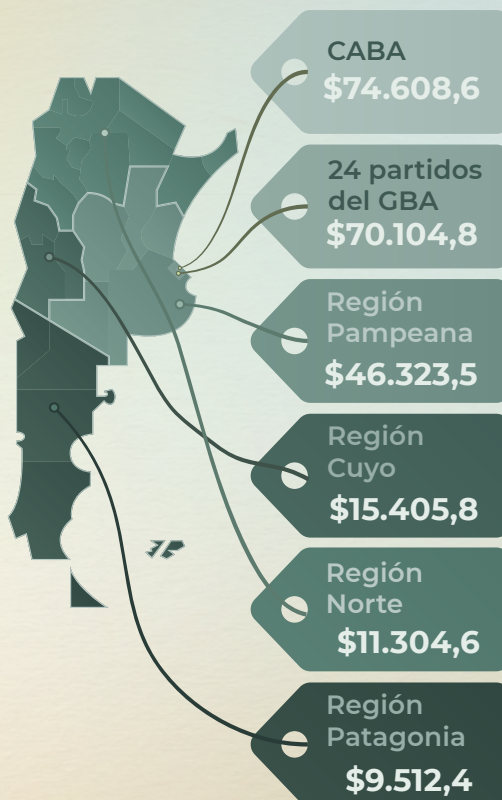 CABA
$74.608,6
24 partidos
del GBA
$70.104,8
Región
Pampeana
$46.323,5
Región
Cuyo
$15.405,8
Región
Norte
$11.304,6
Región
Patagonia
$9.512,4